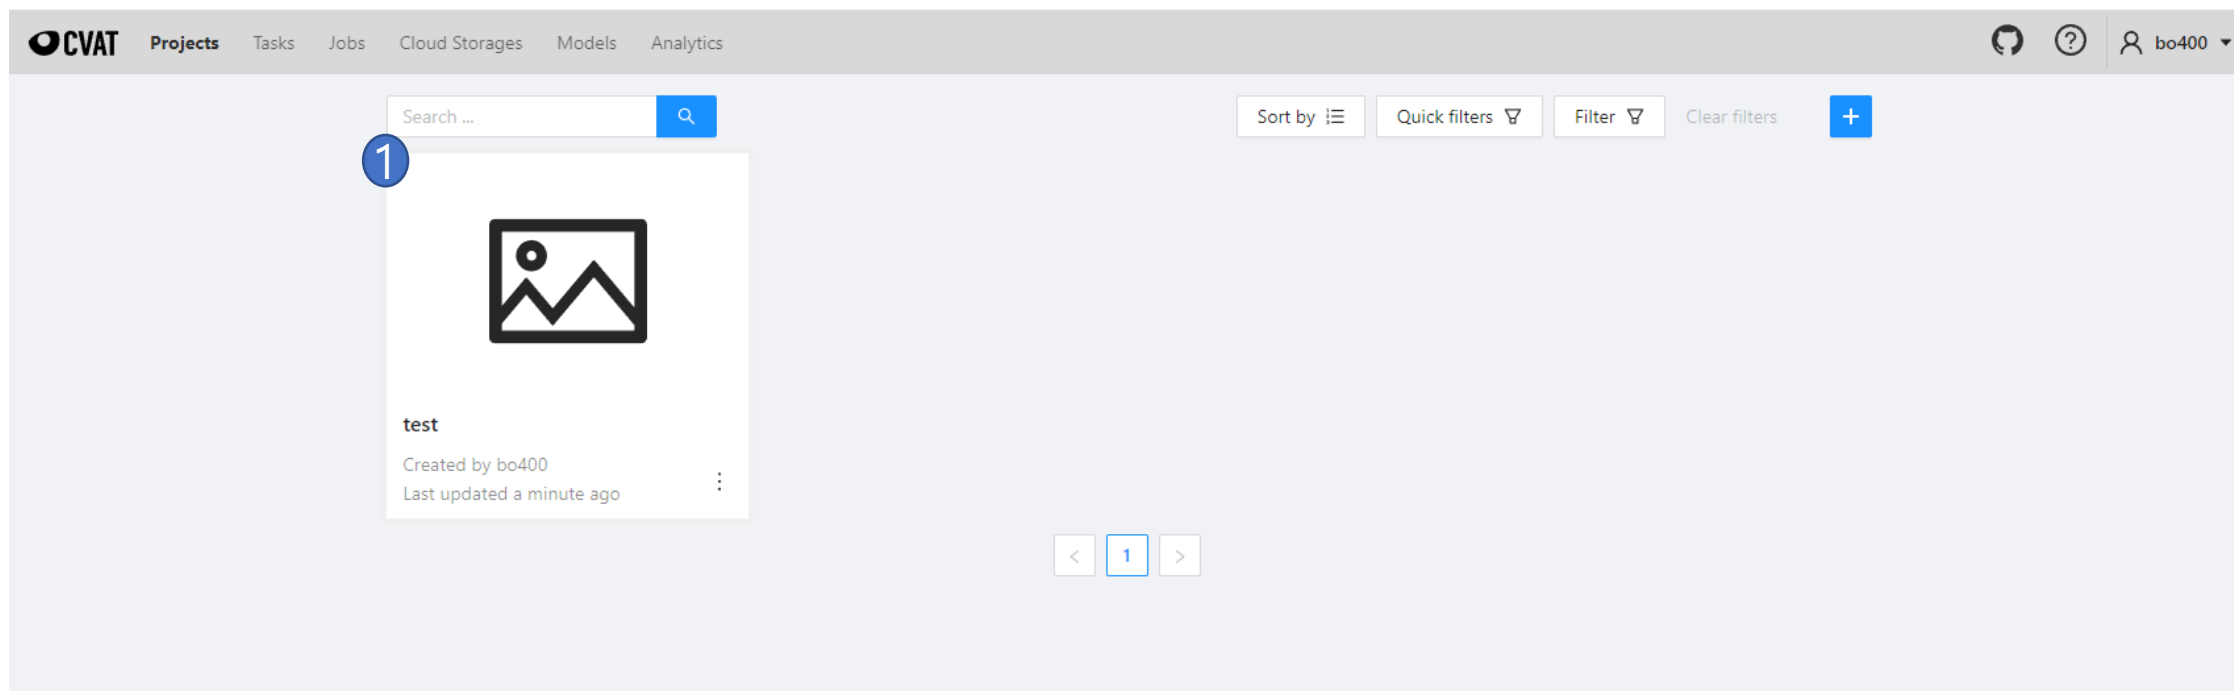 CVAT Projects Tasks Jobs Cloud Storages Models Analytics bo400
Search ... Sort by Quick filters Filter Clear filters +
1
test
Created by bo400
Last updated a minute ago
< 1 >